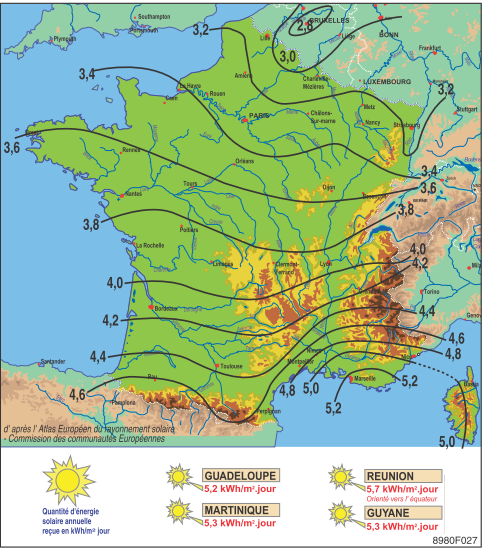 Southampton
Portsmouth
Plymouth
3,2
2,8
BRUXELLES
BONN
Lille
Liège
3,0
Frankfurt
3,4
Amiens
Charleville-
Mézières
LUXEMBOURG
3,2
Le Havre
Rouen
Caen
PARIS
Metz
Châlons-
Sur-marne
Nancy
Strasbourg
Stuttgart
3,6
Brest
Rennes
Orléans
3,4
Nantes
Tours
Dijon
Besançon
3,6
3,8
Poitiers
3,8
La Rochelle
4,0
Limoges
Clermont-
Ferrand
Lyon
4,2
4,0
Torino
Bordeaux
4,2
4,4
Genova
4,4
4,6
Santander
Toulouse
Nîmes
Montpellier
4,8
Pau
4,6
4,8
5,0
Marseille
5,2
Pamplona
Perpignan
5,2
Bastia
5,0
d' après l' Atlas Européen du rayonnement solaire
- Commission des communautés Européennes
Quantité d'énergie
solaire annuelle
reçue en kWh/m² jour
GUADELOUPE
5,2 kWh/m².jour
MARTINIQUE
5,3 kWh/m².jour
REUNION
5,7 kWh/m².jour
Orienté vers l' équateur
GUYANE
5,3 kWh/m².jour
8980F027